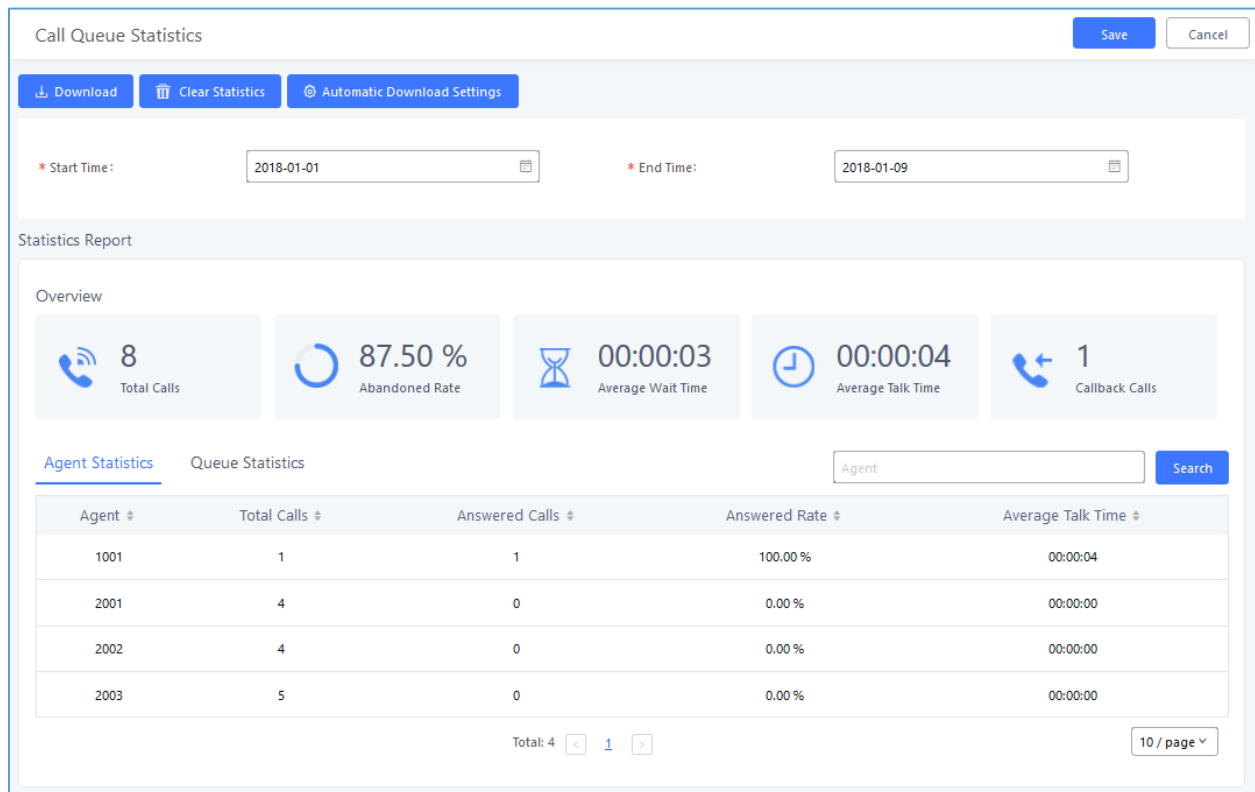 Call Queue Statistics Save Cancel
Download Clear Statistics Automatic Download Settings
* Start Time: 2018-01-01 * End Time: 2018-01-09
Statistics Report
Overview
8 87.50 % 00:00:03 00:00:04 1
Total Calls Abandoned Rate Average Wait Time Average Talk Time Callback Calls
Agent Statistics Queue Statistics Agent Search
Agent Total Calls Answered Calls Answered Rate Average Talk Time
1001 1 1 100.00 % 00:00:04
2001 4 0 0.00 % 00:00:00
2002 4 0 0.00 % 00:00:00
2003 5 0 0.00 % 00:00:00
Total: 4 < 1 > 10 / page